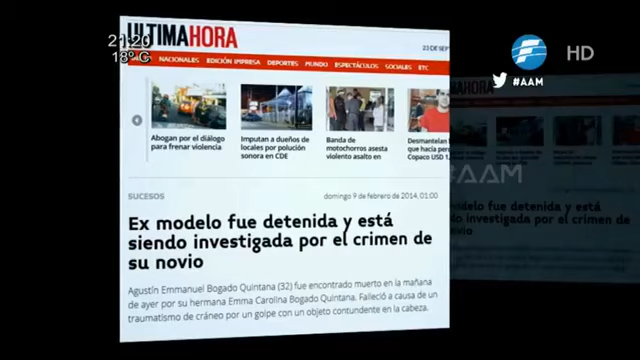 21:20
18° C
ULTIMAHORA
23 DE SEP
NACIONALES EDICIÓN IMPRESA DEPORTES MUNDO ESPECTÁCULOS SOCIALES ETC
HD
#AAM
Abogan por el diálogo
para frenar violencia
Imputan a dueños de
locales por polución
sonora en CDE
Banda de
motochorros asesta
violento asalto en
Desmantelan
que hacía per
Copaco USD 1.
SUCESOS
domingo 9 de febrero de 2014, 01:00
Ex modelo fue detenida y está
siendo investigada por el crimen de
su novio
Agustín Emmanuel Bogado Quintana (32) fue encontrado muerto en la mañana
de ayer por su hermana Emma Carolina Bogado Quintana. Falleció a causa de un
traumatismo de cráneo por un golpe con un objeto contundente en la cabeza.
#AAM